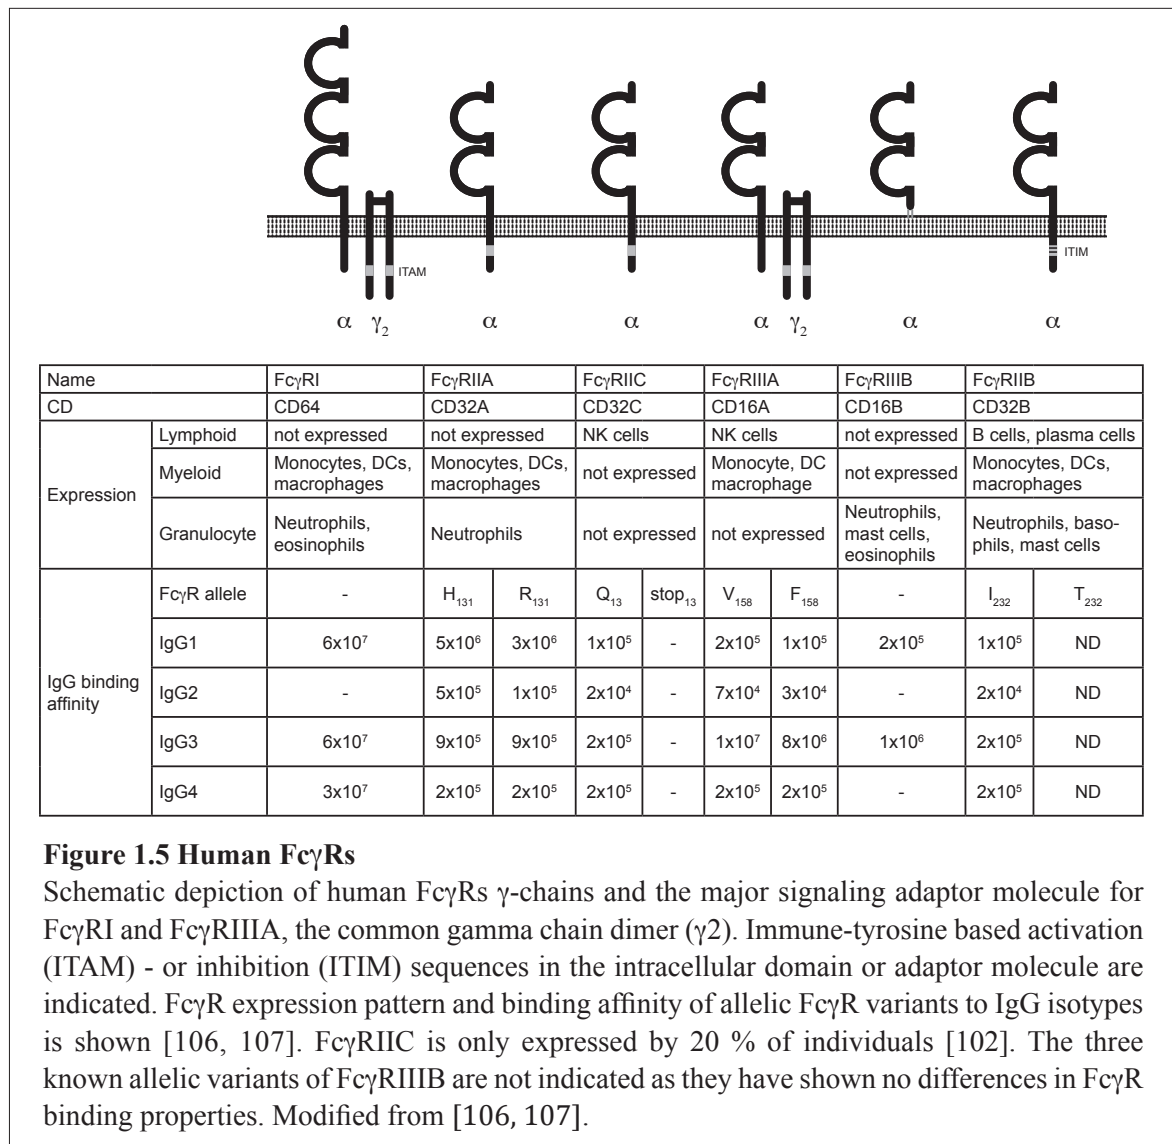 ITAM
ITIM
α γ₂ α α α γ₂ α α
Name FcγRI FcγRIIA FcγRIIC FcγRIIIA FcγRIIIB FcγRIIB
CD CD64 CD32A CD32C CD16A CD16B CD32B
Expression
Lymphoid not expressed not expressed NK cells NK cells not expressed B cells, plasma cells
Myeloid Monocytes, DCs, macrophages Monocytes, DCs, macrophages not expressed Monocyte, DC macrophage not expressed Monocytes, DCs, macrophages
Granulocyte Neutrophils, eosinophils Neutrophils not expressed not expressed Neutrophils, mast cells, eosinophils Neutrophils, baso-phils, mast cells
IgG binding affinity
FcγR allele - H₁₃₁ R₁₃₁ Q₁₃ stop₁₃ V₁₅₈ F₁₅₈ - I₂₃₂ T₂₃₂
IgG1 6x10⁷ 5x10⁶ 3x10⁶ 1x10⁵ - 2x10⁵ 1x10⁵ 2x10⁵ 1x10⁵ ND
IgG2 - 5x10⁵ 1x10⁵ 2x10⁴ - 7x10⁴ 3x10⁴ - 2x10⁴ ND
IgG3 6x10⁷ 9x10⁵ 9x10⁵ 2x10⁵ - 1x10⁷ 8x10⁶ 1x10⁶ 2x10⁵ ND
IgG4 3x10⁷ 2x10⁵ 2x10⁵ 2x10⁵ - 2x10⁵ 2x10⁵ - 2x10⁵ ND
Figure 1.5 Human FcγRs
Schematic depiction of human FcγRs γ-chains and the major signaling adaptor molecule for
FcγRI and FcγRIIIA, the common gamma chain dimer (γ2). Immune-tyrosine based activation
(ITAM) - or inhibition (ITIM) sequences in the intracellular domain or adaptor molecule are
indicated. FcγR expression pattern and binding affinity of allelic FcγR variants to IgG isotypes
is shown [106, 107]. FcγRIIC is only expressed by 20 % of individuals [102]. The three
known allelic variants of FcγRIIIB are not indicated as they have shown no differences in FcγR
binding properties. Modified from [106, 107].